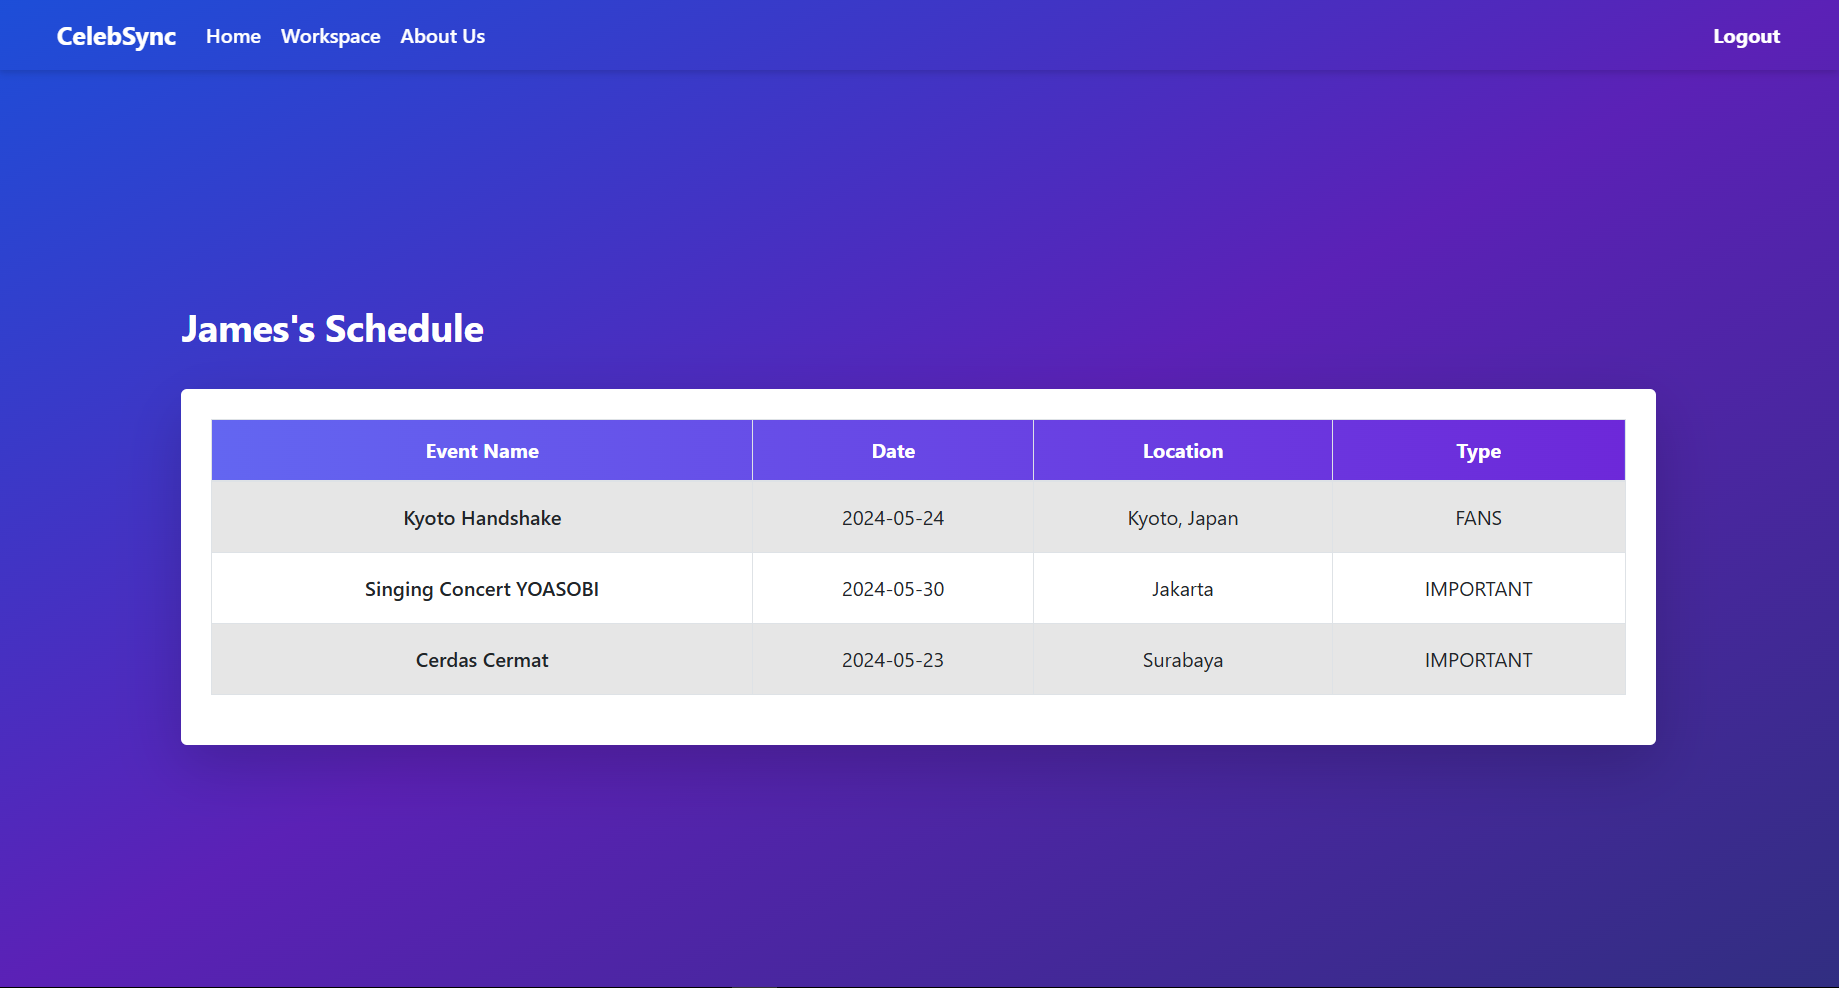 CelebSync Home Workspace About Us Logout
James's Schedule
Event Name Date Location Type
Kyoto Handshake 2024-05-24 Kyoto, Japan FANS
Singing Concert YOASOBI 2024-05-30 Jakarta IMPORTANT
Cerdas Cermat 2024-05-23 Surabaya IMPORTANT